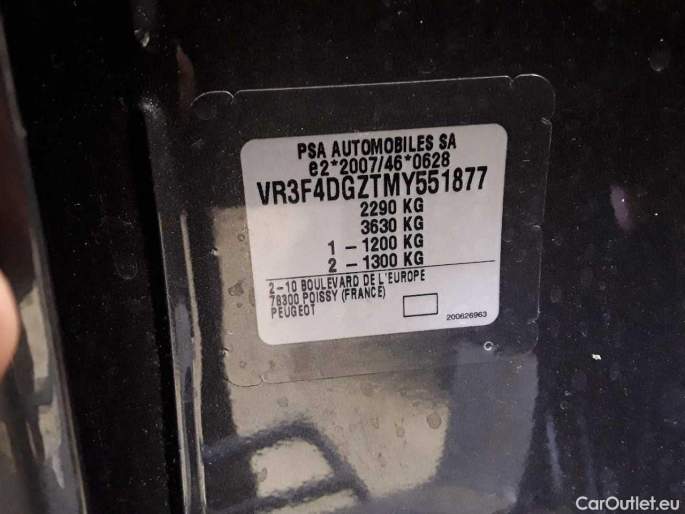 PSA AUTOMOBILES SA
e2*2007/46*0628
VR3F4DGZTMY551877
2290 KG
3630 KG
1 - 1200 KG
2 - 1300 KG
2-10 BOULEVARD DE L'EUROPE
78300 POISSY (FRANCE)
PEUGEOT
200626963
CarOutlet.eu